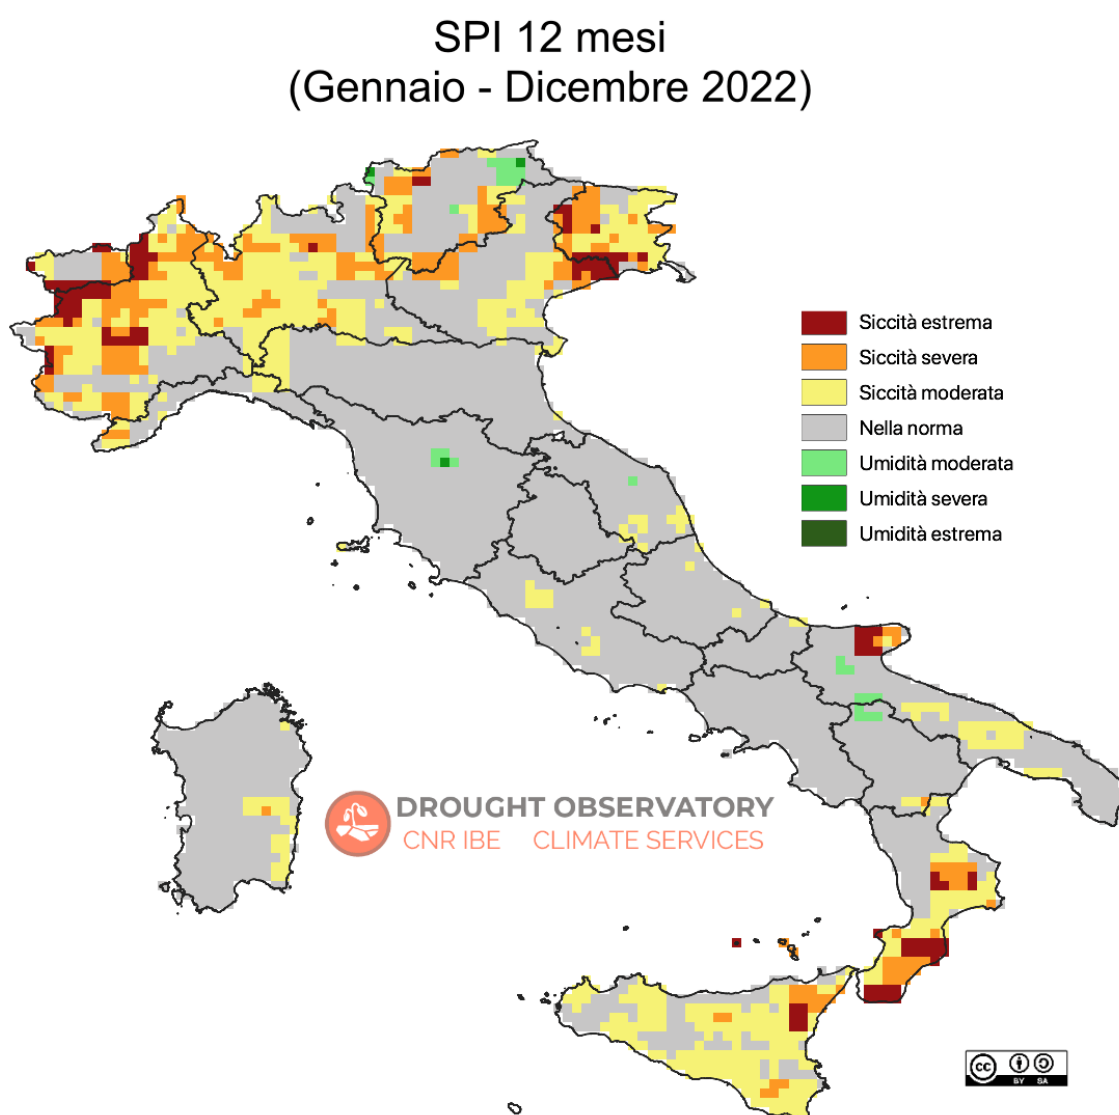 SPI 12 mesi
(Gennaio - Dicembre 2022)
Siccità estrema
Siccità severa
Siccità moderata
Nella norma
Umidità moderata
Umidità severa
Umidità estrema
DROUGHT OBSERVATORY
CNR IBE CLIMATE SERVICES
cc
BY SA